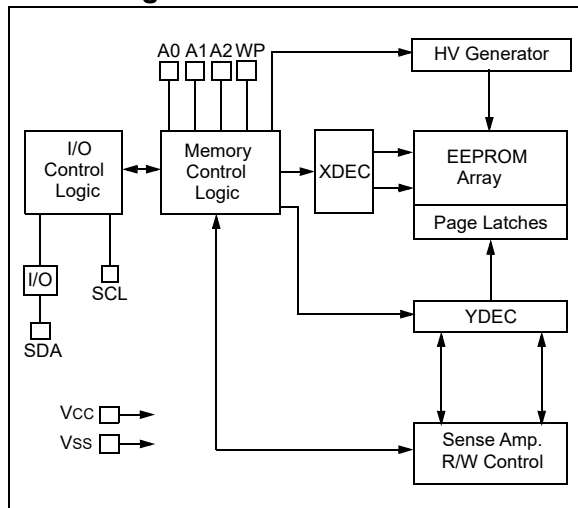 A0 A1 A2 WP
HV Generator
I/O
Control
Logic
Memory
Control
Logic
XDEC
EEPROM
Array
Page Latches
I/O
SCL
SDA
YDEC
VCC
VSS
Sense Amp.
R/W Control